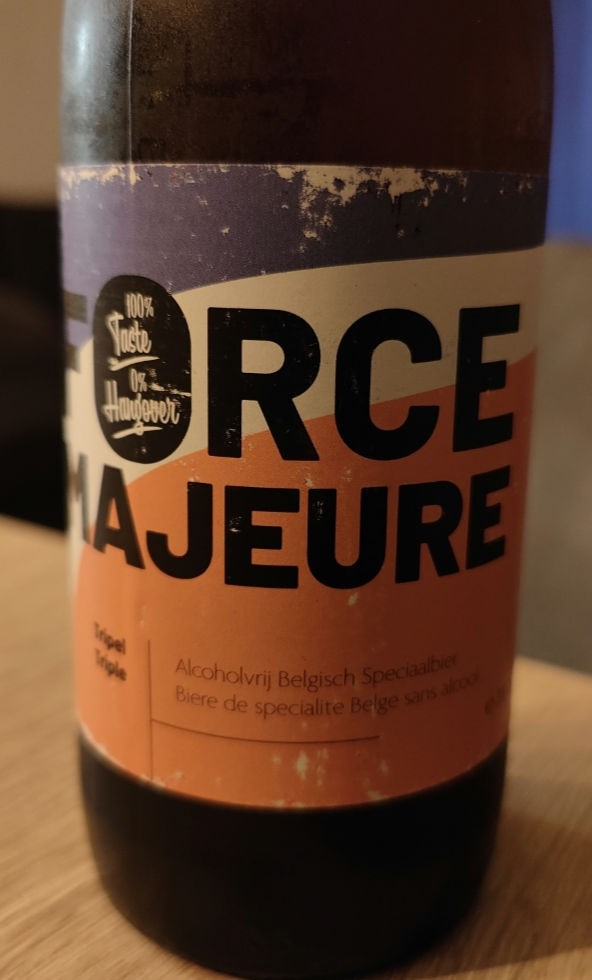 FORCE
100%
Taste
0%
Hangover
MAJEURE
Tripel
Triple
Alcoholvrij Belgisch Speciaalbier
Biere de specialite Belge sans alcool